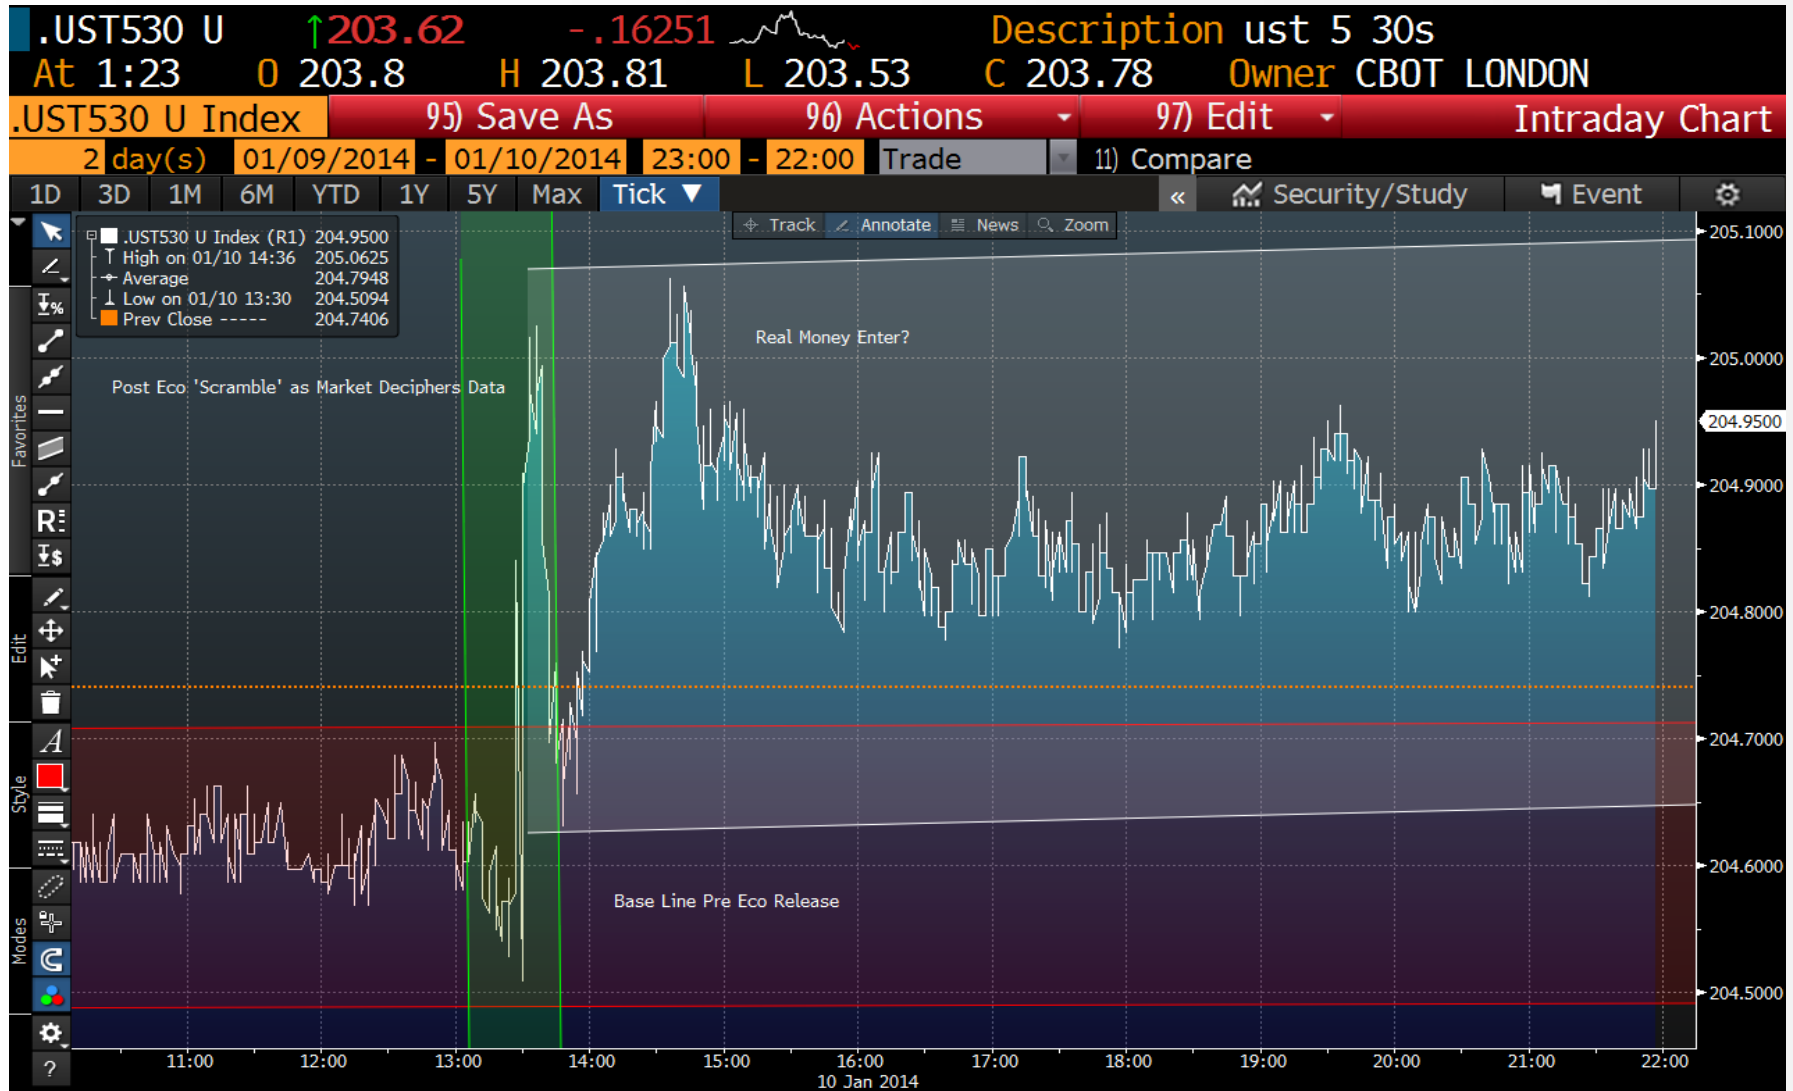 .UST530 U ↑203.62 -.16251 Description ust 5 30s
At 1:23 O 203.8 H 203.81 L 203.53 C 203.78 Owner CBOT LONDON
.UST530 U Index 95) Save As 96) Actions 97) Edit Intraday Chart
2 day(s) 01/09/2014 - 01/10/2014 23:00 - 22:00 Trade 11) Compare
1D 3D 1M 6M YTD 1Y 5Y Max Tick ▼ « Security/Study Event
Track Annotate News Zoom
.UST530 U Index (R1) 204.9500
High on 01/10 14:36 205.0625
Average 204.7948
Low on 01/10 13:30 204.5094
Prev Close ----- 204.7406
Real Money Enter?
Post Eco 'Scramble' as Market Deciphers Data
Base Line Pre Eco Release
Favorites
Edit
Style
Modes
%
R
$
A
?
205.1000
205.0000
204.9500
204.9000
204.8000
204.7000
204.6000
204.5000
11:00 12:00 13:00 14:00 15:00 16:00 17:00 18:00 19:00 20:00 21:00 22:00
10 Jan 2014